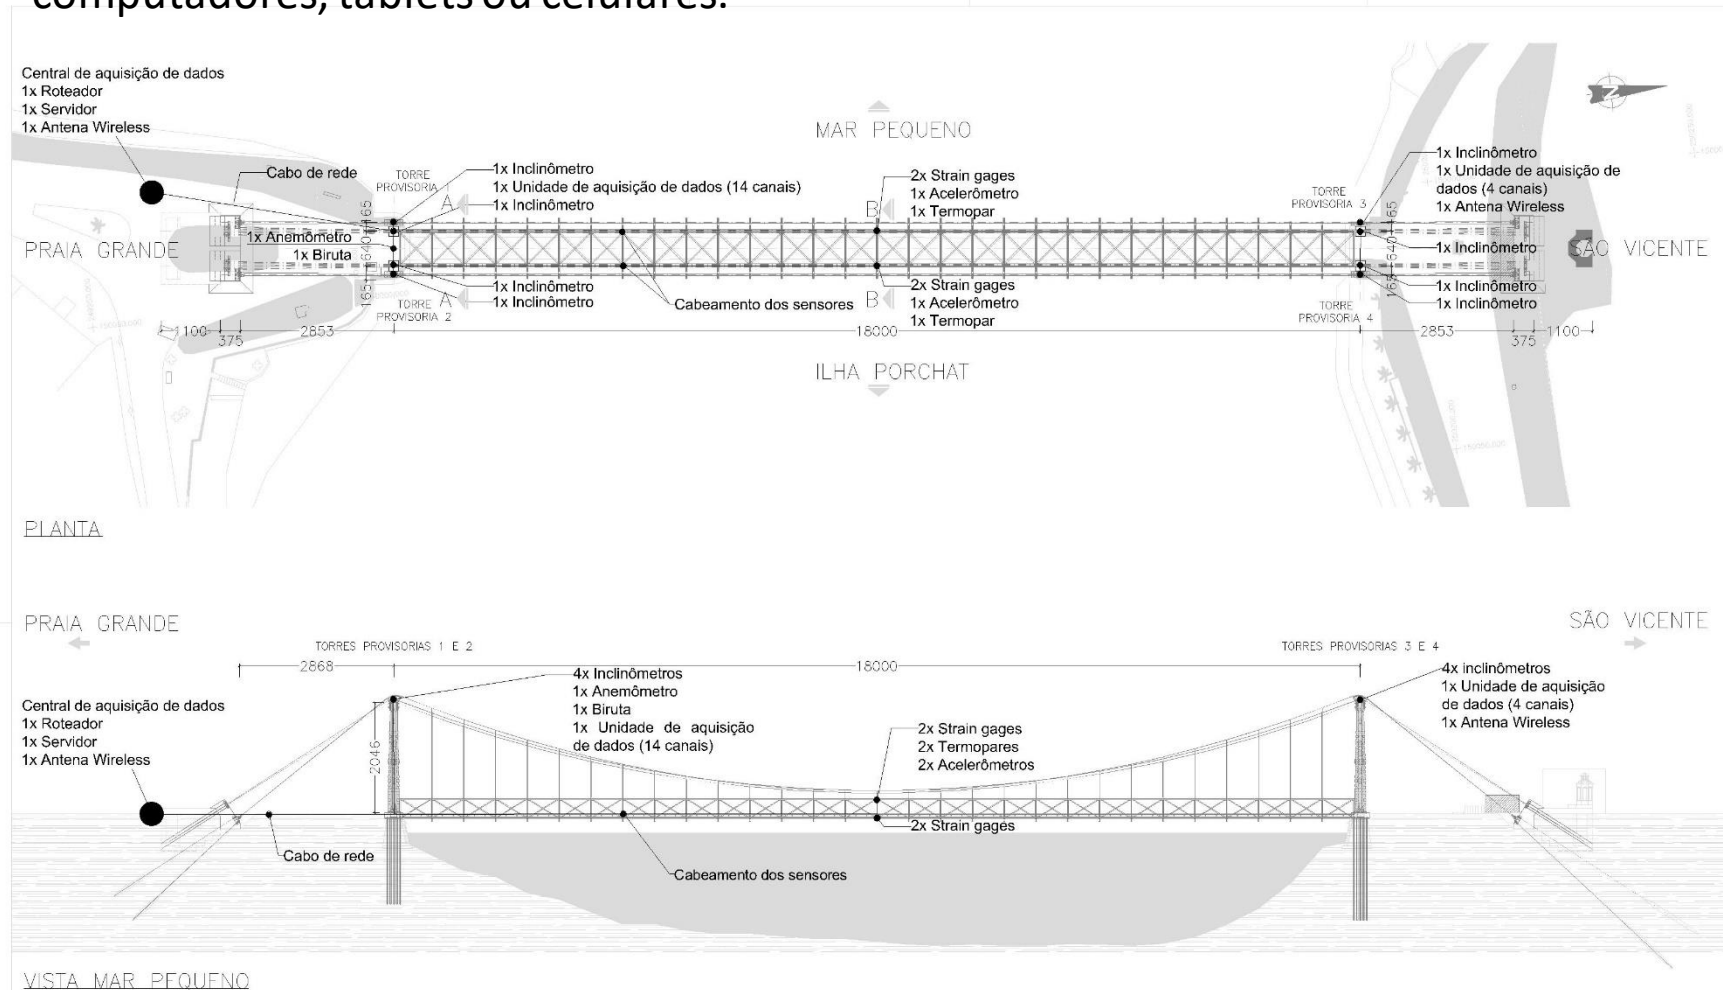 computadores, tablets ou celulares.
Central de aquisição de dados
1x Roteador
1x Servidor
1x Antena Wireless
Cabo de rede
TORRE
PROVISORIA 1
1x Inclinômetro
1x Unidade de aquisição de dados (14 canais)
1x Inclinômetro
A
MAR PEQUENO
2x Strain gages
1x Acelerômetro
1x Termopar
B
TORRE
PROVISORIA 3
1x Inclinômetro
1x Unidade de aquisição de
dados (4 canais)
1x Antena Wireless
N
PRAIA GRANDE
1x Anemômetro
1x Biruta
165
640
165
165
640
165
1x Inclinômetro
SÃO VICENTE
1x Inclinômetro
1x Inclinômetro
A
TORRE
PROVISORIA 2
Cabeamento dos sensores
2x Strain gages
1x Acelerômetro
1x Termopar
B
TORRE
PROVISORIA 4
1x Inclinômetro
1x Inclinômetro
1100
375
2853
18000
2853
375
1100
ILHA PORCHAT
PLANTA
PRAIA GRANDE
SÃO VICENTE
TORRES PROVISORIAS 1 E 2
TORRES PROVISORIAS 3 E 4
2868
18000
4x Inclinômetros
1x Anemômetro
1x Biruta
1x Unidade de aquisição
de dados (14 canais)
4x inclinômetros
1x Unidade de aquisição
de dados (4 canais)
1x Antena Wireless
Central de aquisição de dados
1x Roteador
1x Servidor
1x Antena Wireless
2046
2x Strain gages
2x Termopares
2x Acelerômetros
2x Strain gages
Cabo de rede
Cabeamento dos sensores
VISTA MAR PEQUENO